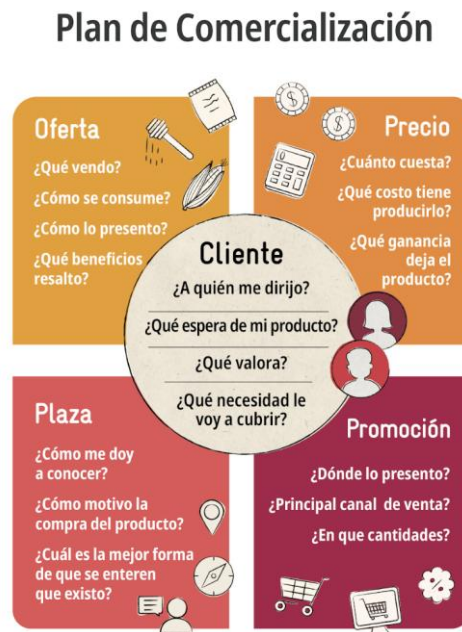 Plan de Comercialización
Oferta
¿Qué vendo?
¿Cómo se consume?
¿Cómo lo presento?
¿Qué beneficios
resalto?
Precio
¿Cuánto cuesta?
¿Qué costo tiene
producirlo?
¿Qué ganancia
deja el
producto?
Cliente
¿A quién me dirijo?
¿Qué espera de mi producto?
¿Qué valora?
¿Qué necesidad le
voy a cubrir?
Plaza
¿Cómo me doy
a conocer?
¿Cómo motivo la
compra del producto?
¿Cuál es la mejor forma
de que se enteren
que existo?
Promoción
¿Dónde lo presento?
¿Principal canal de venta?
¿En que cantidades?